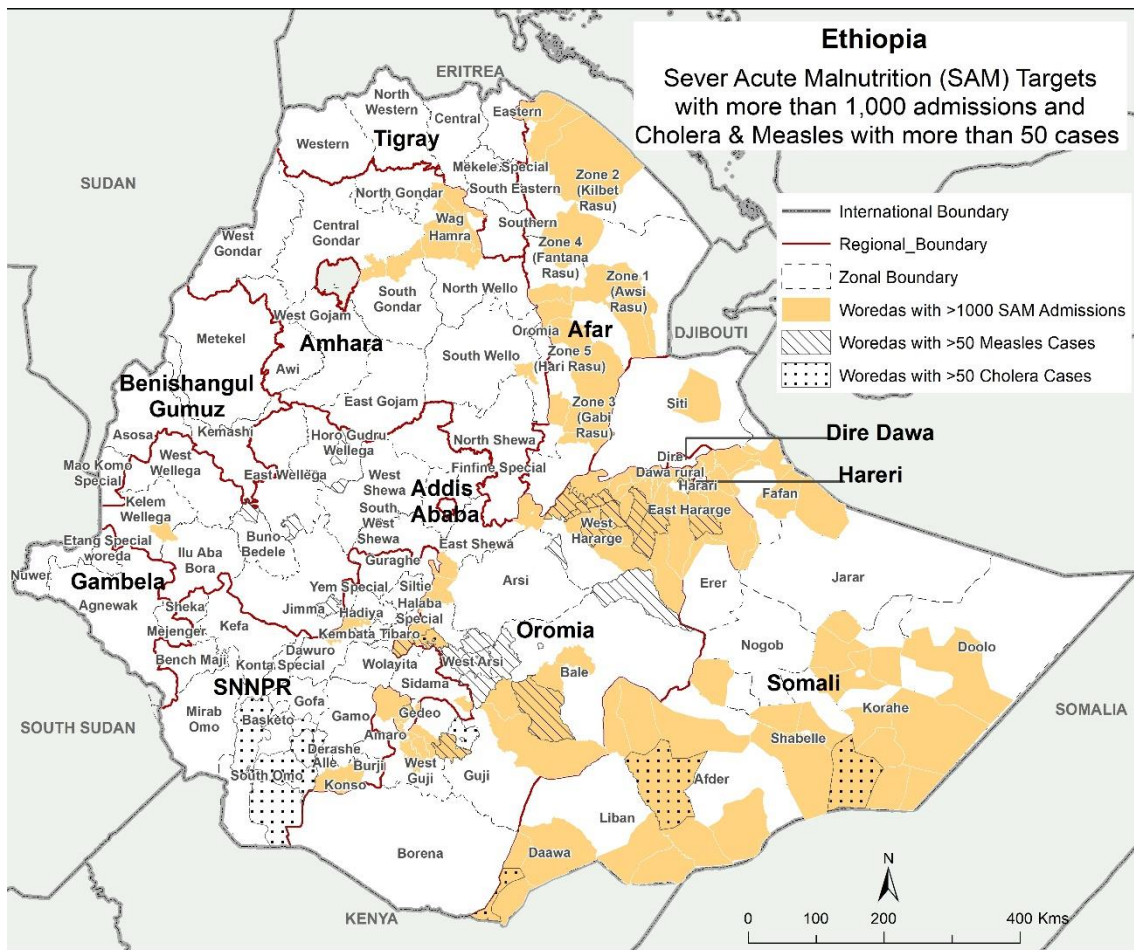 Ethiopia
Sever Acute Malnutrition (SAM) Targets
with more than 1,000 admissions and
Cholera & Measles with more than 50 cases
International Boundary
Regional_Boundary
Zonal Boundary
Woredas with >1000 SAM Admissions
Woredas with >50 Measles Cases
Woredas with >50 Cholera Cases
ERITREA
SUDAN
DJIBOUTI
SOUTH SUDAN
SOMALIA
KENYA
North
Western
Central
Eastern
Western
Tigray
Mekele Special
South Eastern
Southern
North Gondar
Wag
Hamra
Central
Gondar
West
Gondar
Zone 2
(Kilbet
Rasu)
Zone 4
(Fantana
Rasu)
Zone 1
(Awsi
Rasu)
South
Gondar
North Wello
West Gojam
Amhara
Oromia
Afar
Metekel
Awi
South Wello
Zone 5
(Hari Rasu)
Benishangul
Gumuz
East Gojam
Zone 3
(Gabi
Rasu)
Siti
Asosa
Kemashi
Horo Gudru
Wellega
North Shewa
Dire Dawa
Mao Komo
Special
West
Wellega
East Wellega
West
Shewa
Finfine Special
Dire
Dawa rural
Harari
Hareri
Fafan
Kelem
Wellega
South
West
Shewa
Addis
Ababa
West
Hararge
East Hararge
Etang Special
woreda
Ilu Aba
Bora
Buno
Bedele
East Shewa
Nuwer
Gambela
Guraghe
Arsi
Erer
Jarar
Agnewak
Yem Special
Siltie
Sheka
Jimma
Hadiya
Halaba
Special
Mejenger
Kefa
Kembata Tibaro
Oromia
Nogob
Doolo
Bench Maji
Dawuro
Konta Special
Wolayita
West Arsi
Bale
SNNPR
Sidama
Somali
Mirab
Omo
Gofa
Basketo
Gamo
Gedeo
Korahe
Amaro
Shabelle
Derashe
Alle
Burji
West
Guji
Guji
South Omo
Konso
Afder
Liban
Borena
Daawa
N
0 100 200 400 Kms